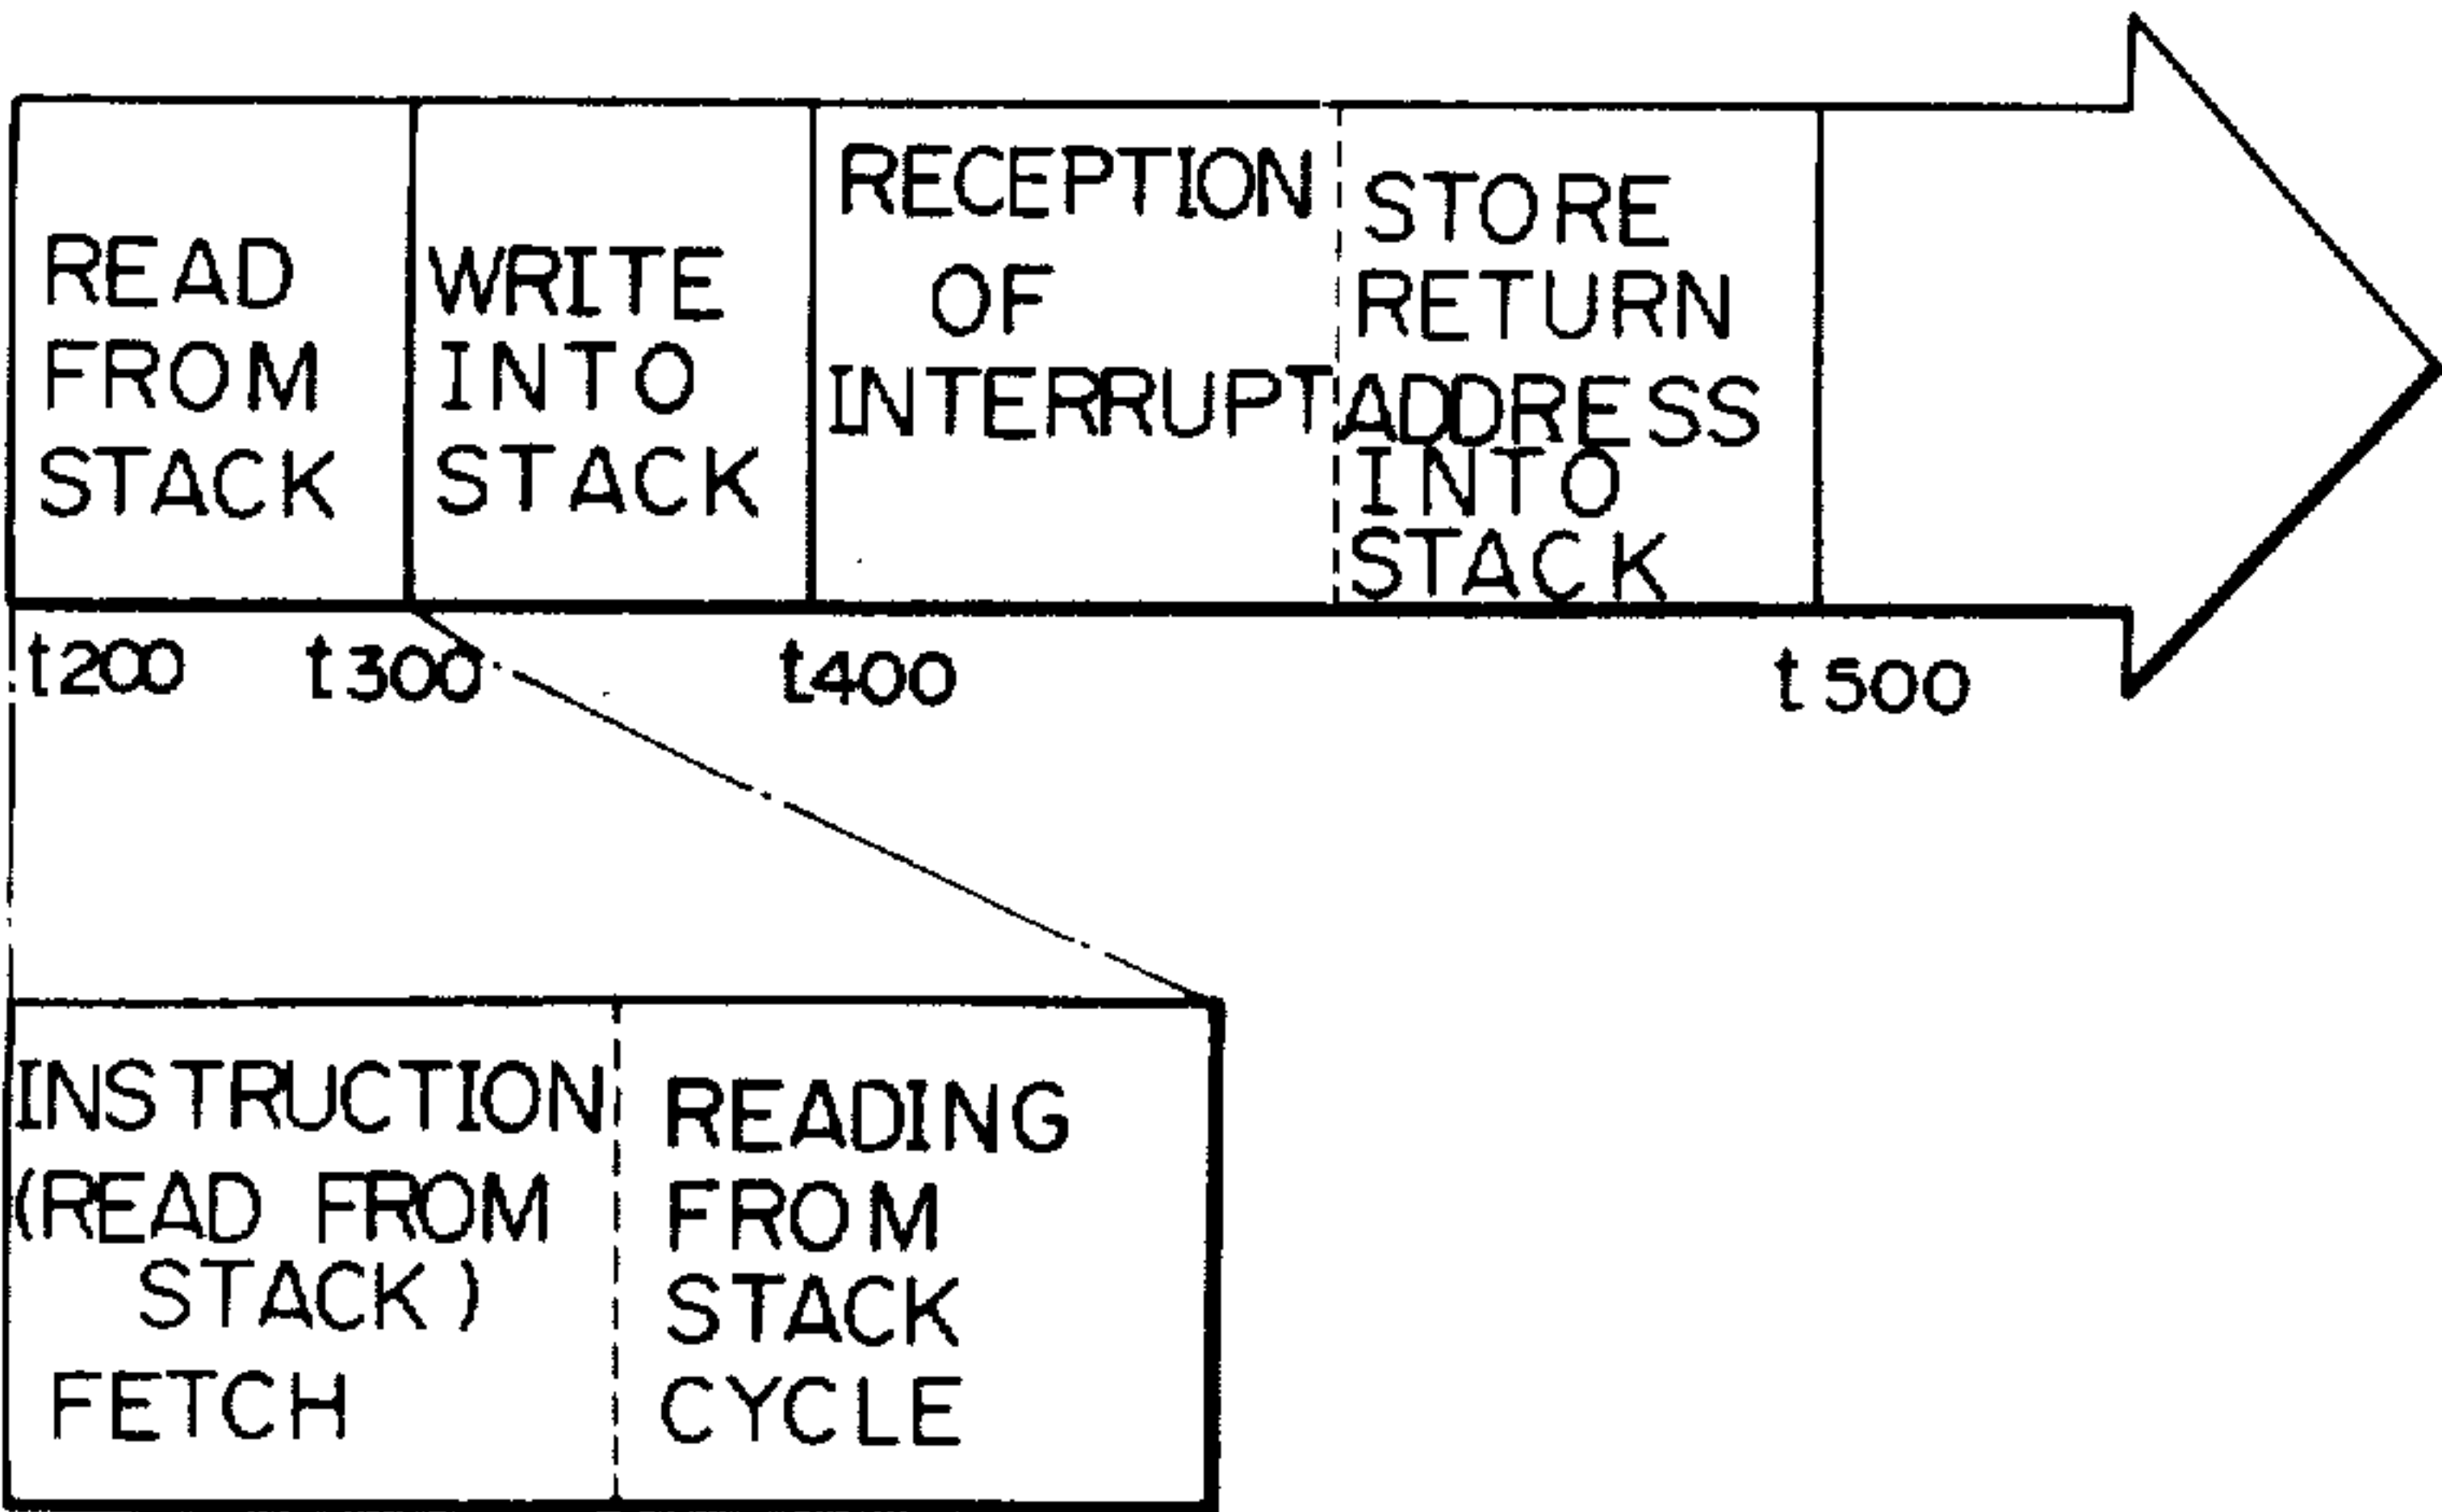 READ
FROM
STACK
WRITE
INTO
STACK
RECEPTION
OF
INTERRUPT
STORE
RETURN
ADDRESS
INTO
STACK
t200
t300
t400
t500
INSTRUCTION
(READ FROM
STACK)
FETCH
READING
FROM
STACK
CYCLE